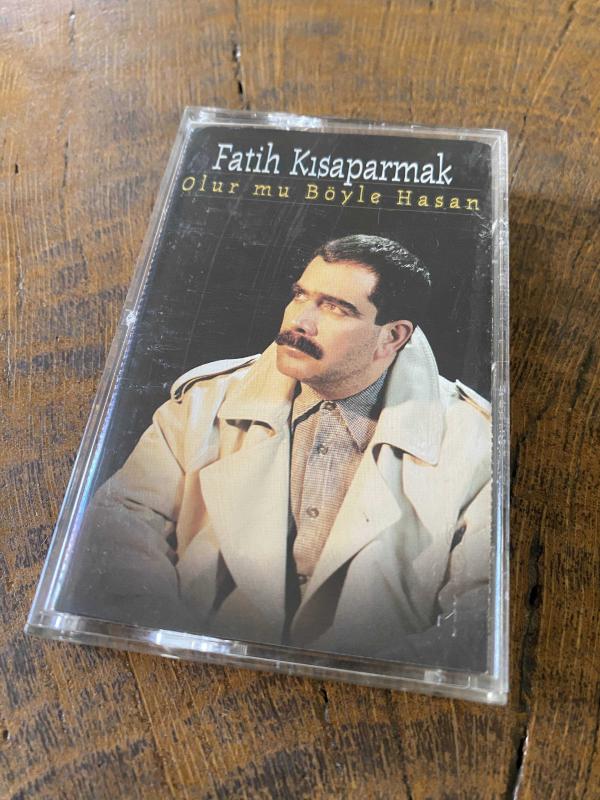 Fatih Kısaparmak
Olur mu Böyle Hasan